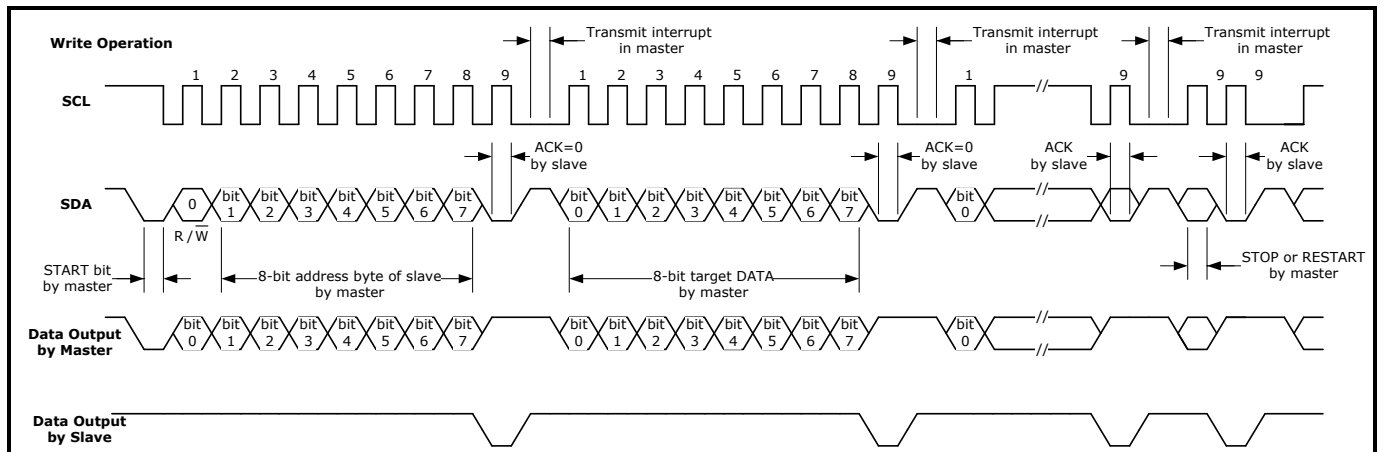 Write Operation
Transmit interrupt
in master
Transmit interrupt
in master
Transmit interrupt
in master
SCL
1 2 3 4 5 6 7 8 9 1 2 3 4 5 6 7 8 9 1 // 9 9 9
ACK=0
by slave
ACK=0
by slave
ACK
by slave
ACK
by slave
SDA
0 bit 1 bit 2 bit 3 bit 4 bit 5 bit 6 bit 7 bit 0 bit 1 bit 2 bit 3 bit 4 bit 5 bit 6 bit 7 bit 0 //
R / W
START bit
by master
8-bit address byte of slave
by master
8-bit target DATA
by master
STOP or RESTART
by master
Data Output
by Master
bit 0 bit 1 bit 2 bit 3 bit 4 bit 5 bit 6 bit 7 bit 0 bit 1 bit 2 bit 3 bit 4 bit 5 bit 6 bit 7 bit 0 //
Data Output
by Slave